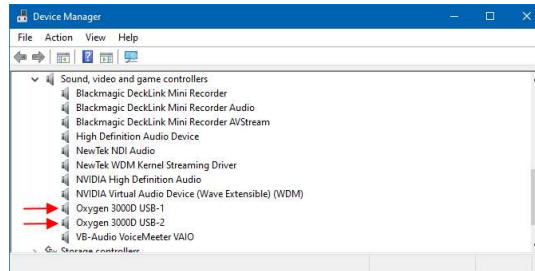 Device Manager
File Action View Help
Sound, video and game controllers
Blackmagic DeckLink Mini Recorder
Blackmagic DeckLink Mini Recorder Audio
Blackmagic DeckLink Mini Recorder AVStream
High Definition Audio Device
NewTek NDI Audio
NewTek WDM Kernel Streaming Driver
NVIDIA High Definition Audio
NVIDIA Virtual Audio Device (Wave Extensible) (WDM)
Oxygen 3000D USB-1
Oxygen 3000D USB-2
VB-Audio VoiceMeeter VAIO
Storage controllers